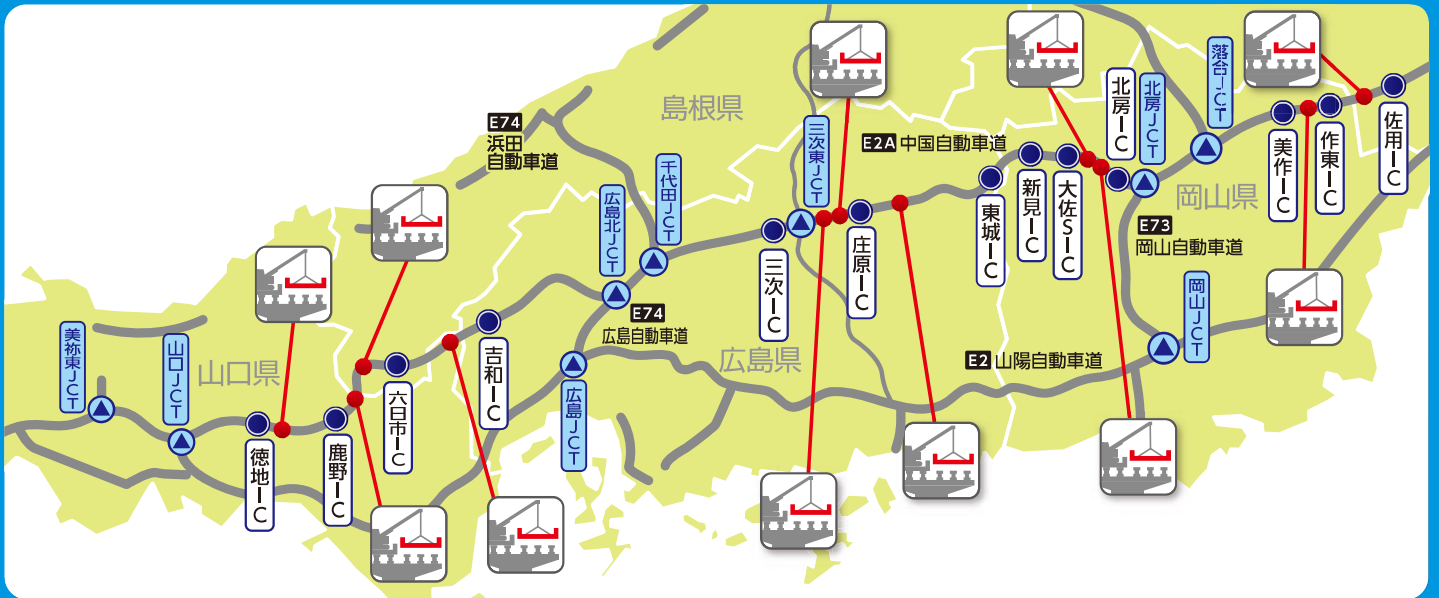 島根県
E74
浜田
自動車道
三次東JCT
E2A 中国自動車道
北房IC
北房JCT
落合JCT
美作IC
作東IC
佐用IC
千代田JCT
広島北JCT
東城IC
新見IC
大佐SIC
岡山県
E73
岡山自動車道
三次IC
庄原IC
岡山JCT
E74
広島自動車道
美祢東JCT
山口JCT
山口県
六日市IC
吉和IC
広島JCT
広島県
E2 山陽自動車道
徳地IC
鹿野IC